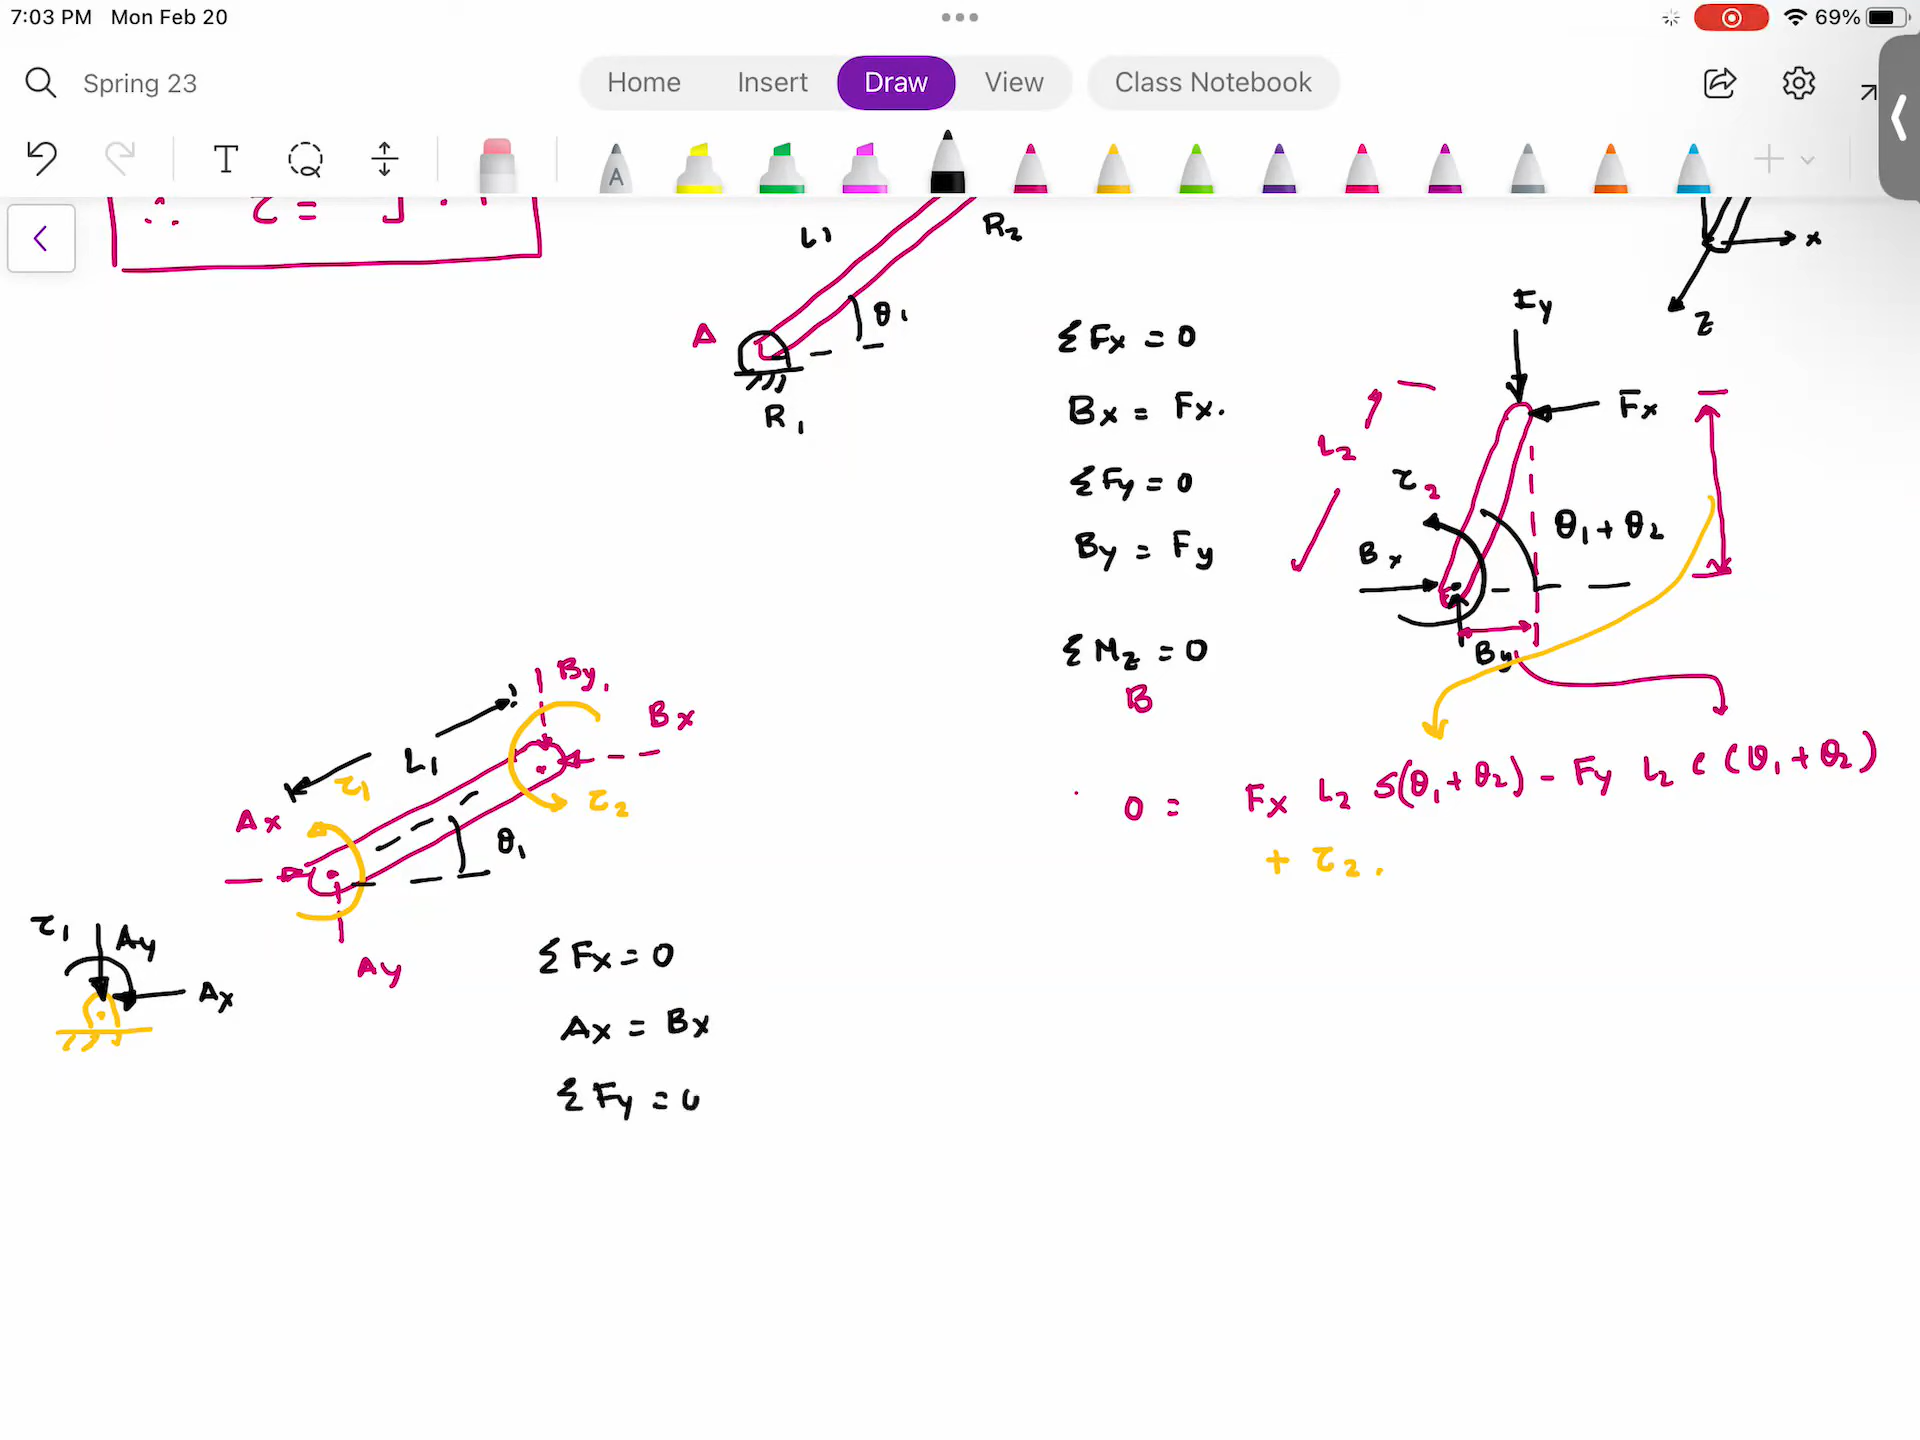 7:03 PM Mon Feb 20
69%
Spring 23
Home Insert Draw View Class Notebook
T
A
∴ τ =
L1
R2
x
z
A
θ1
R1
ΣFx = 0
Bx = Fx.
ΣFy = 0
By = Fy
ΣMz = 0
B
Fy
Fx
L2
τ2
θ1 + θ2
Bx
By
0 = Fx L2 S(θ1 + θ2) - Fy L2 C(θ1 + θ2)
+ τ2.
By1
Bx
L1
τ1
τ2
Ax
θ1
Ay
τ1 Ay
Ax
ΣFx = 0
Ax = Bx
ΣFy = 0